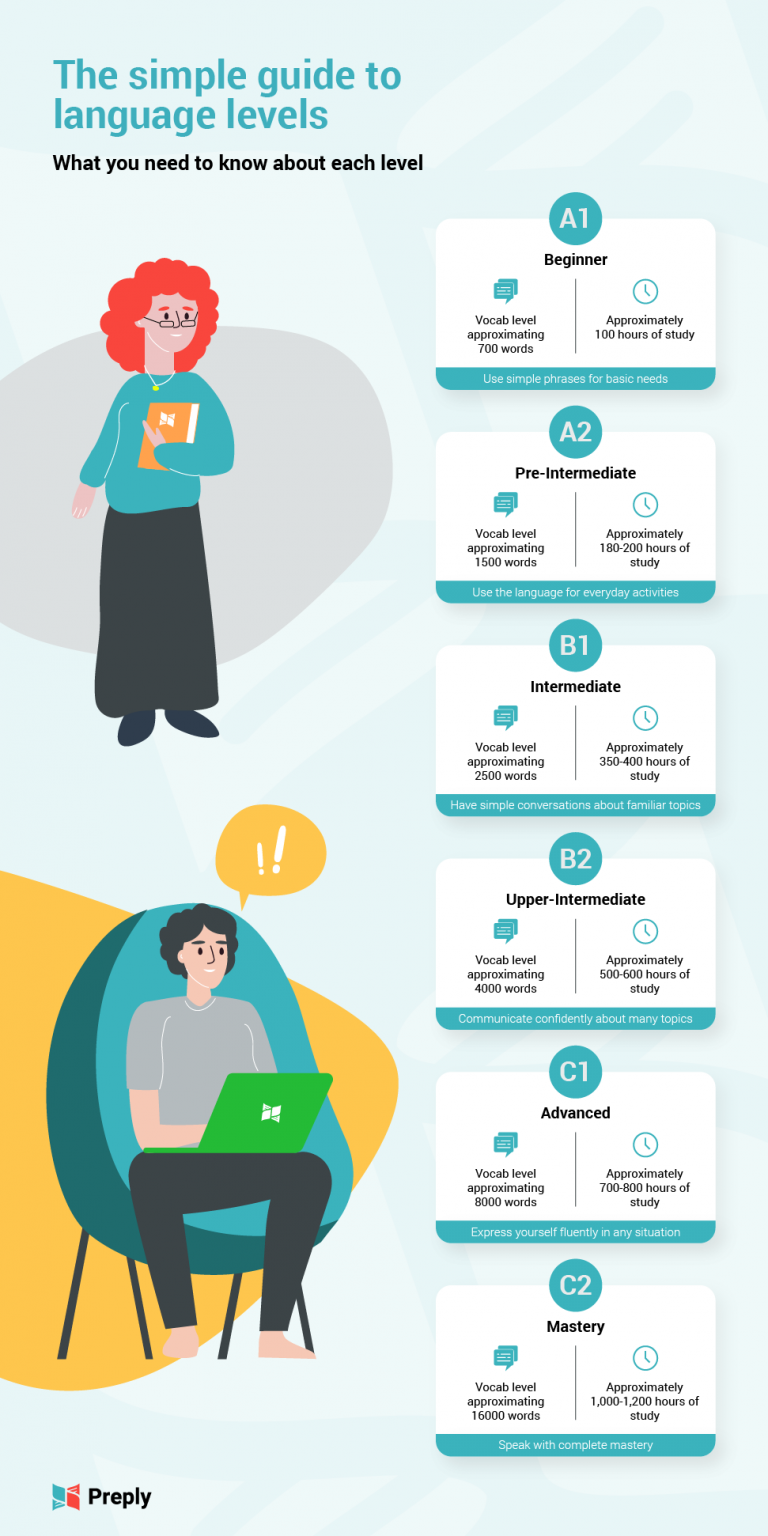 The simple guide to
language levels
What you need to know about each level
A1
Beginner
Vocab level
approximating
700 words
Approximately
100 hours of study
Use simple phrases for basic needs
A2
Pre-Intermediate
Vocab level
approximating
1500 words
Approximately
180-200 hours of
study
Use the language for everyday activities
B1
Intermediate
Vocab level
approximating
2500 words
Approximately
350-400 hours of
study
Have simple conversations about familiar topics
B2
Upper-Intermediate
Vocab level
approximating
4000 words
Approximately
500-600 hours of
study
Communicate confidently about many topics
C1
Advanced
Vocab level
approximating
8000 words
Approximately
700-800 hours of
study
Express yourself fluently in any situation
C2
Mastery
Vocab level
approximating
16000 words
Approximately
1,000-1,200 hours of
study
Speak with complete mastery
!!
Preply